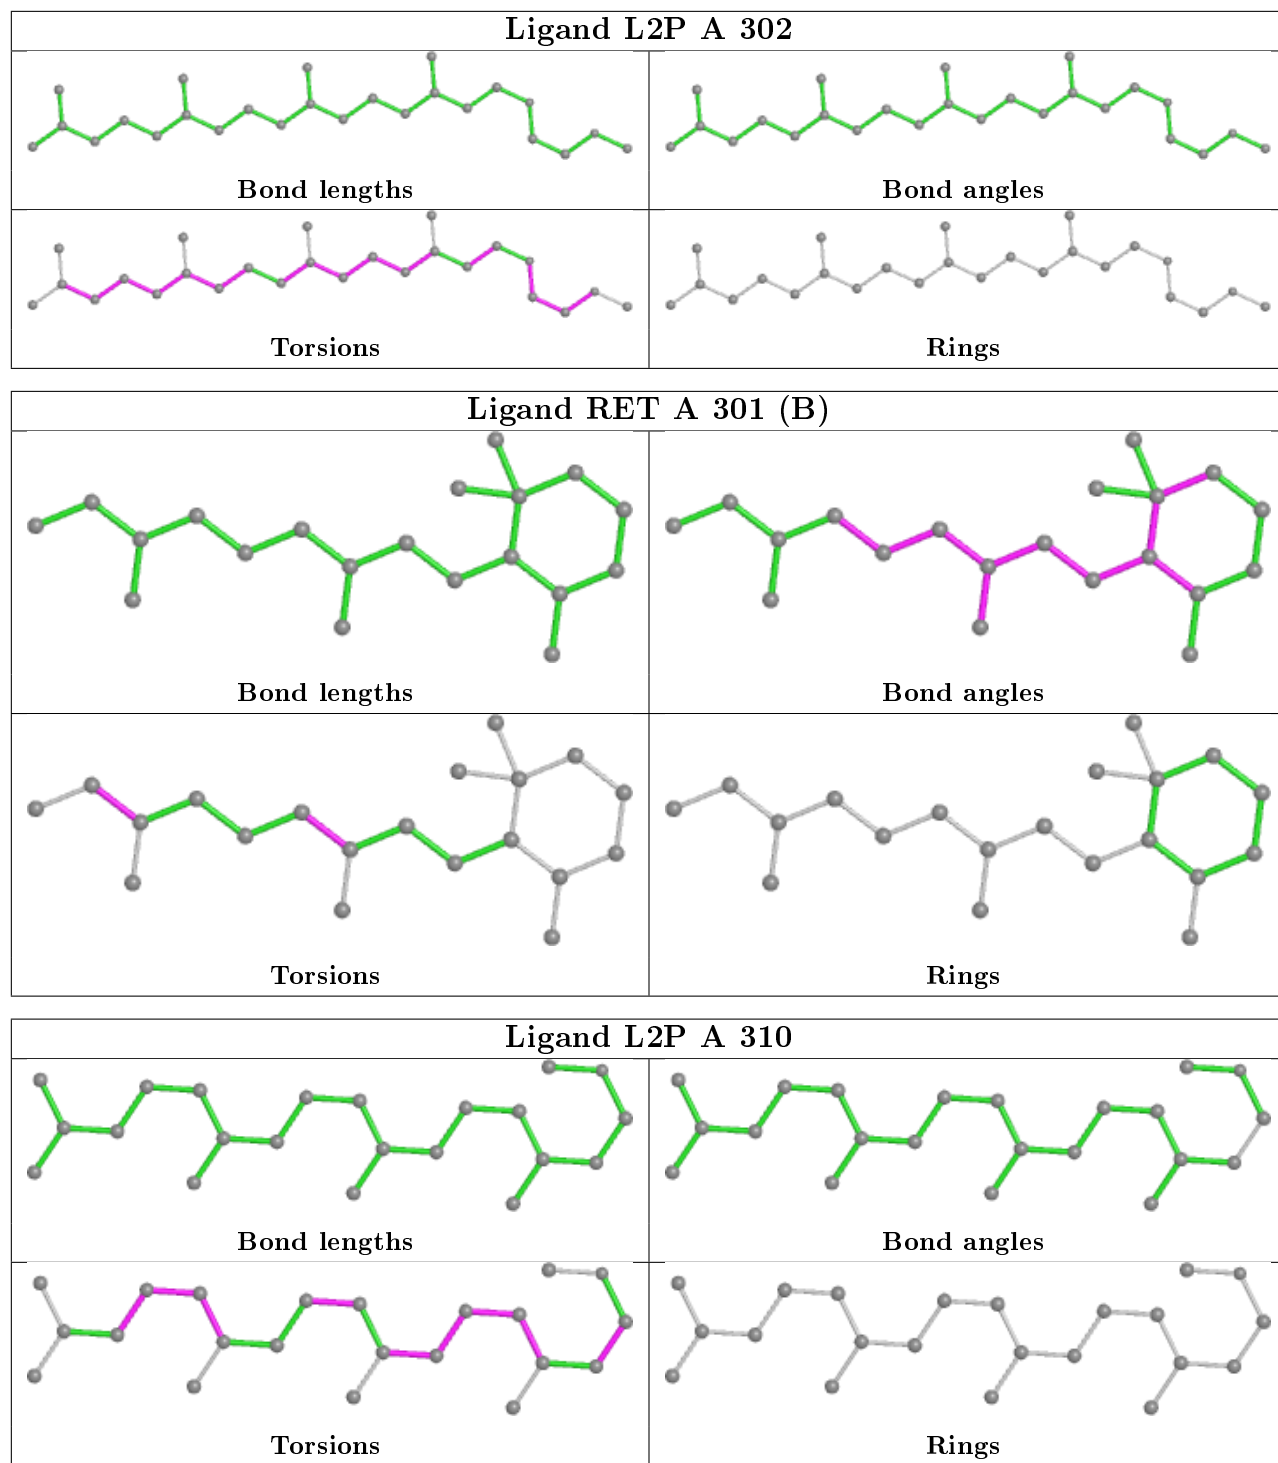 Ligand L2P A 302
Bond lengths
Bond angles
Torsions
Rings
Ligand RET A 301 (B)
Bond lengths
Bond angles
Torsions
Rings
Ligand L2P A 310
Bond lengths
Bond angles
Torsions
Rings